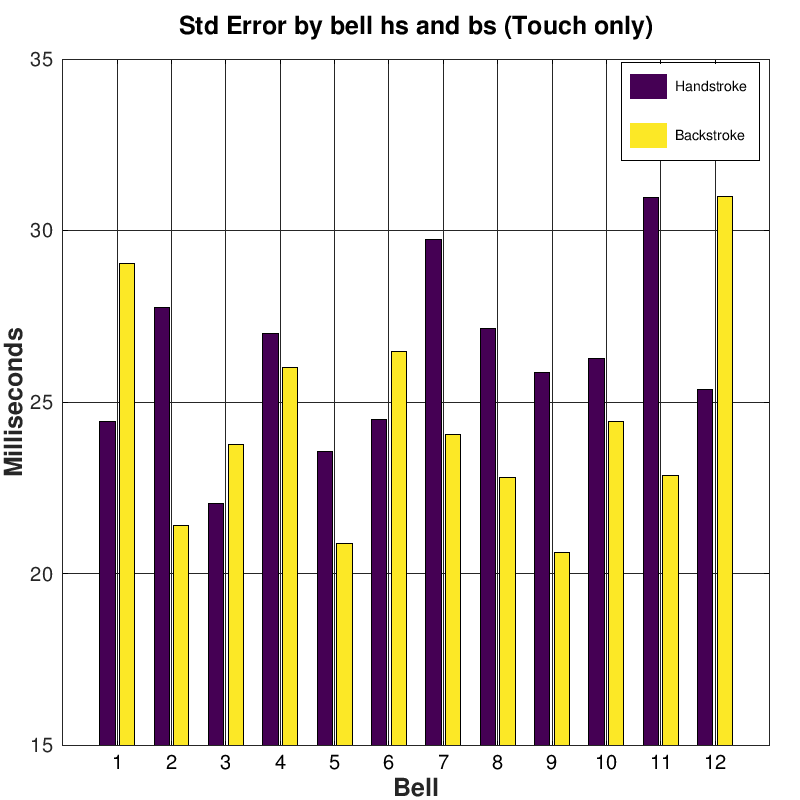 Std Error by bell hs and bs (Touch only)
35
30
25
20
15
Milliseconds
Handstroke
Backstroke
1 2 3 4 5 6 7 8 9 10 11 12
Bell